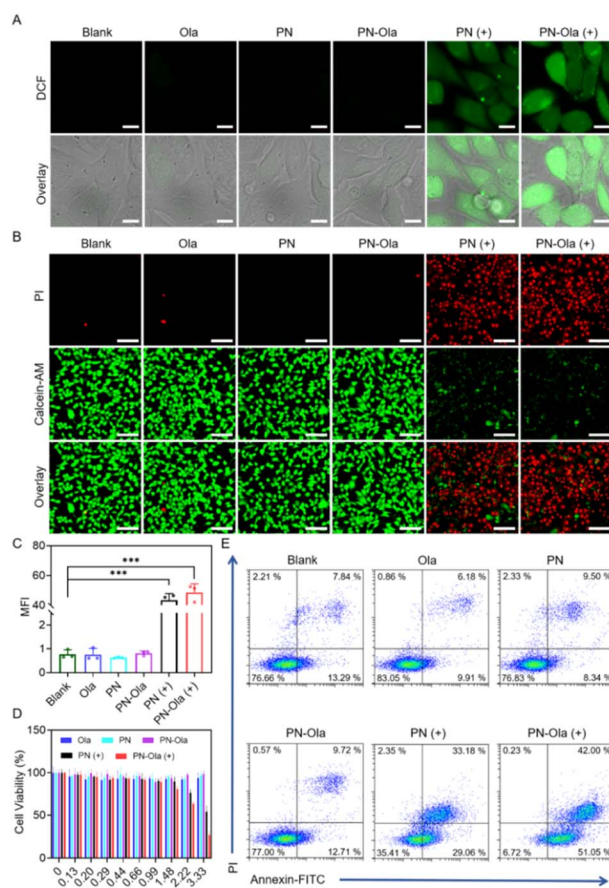 A
Blank Ola PN PN-Ola PN (+) PN-Ola (+)
DCF
Overlay
B
Blank Ola PN PN-Ola PN (+) PN-Ola (+)
PI
Calcein-AM
Overlay
C
MFI
80
60
40
2
1
0
***
***
Blank Ola PN PN-Ola PN (+) PN-Ola (+)
D
Cell Viability (%)
150
100
50
0
Ola PN PN-Ola
PN (+) PN-Ola (+)
0 0.13 0.20 0.29 0.44 0.66 0.99 1.48 2.22 3.33
E
Blank Ola PN
2.21 % 7.84 % 0.86 % 6.18 % 2.33 % 9.50 %
76.66 % 13.29 % 83.05 % 9.91 % 76.83 % 8.34 %
PN-Ola PN (+) PN-Ola (+)
0.57 % 9.72 % 2.35 % 33.18 % 0.23 % 42.00 %
77.00 % 12.71 % 35.41 % 29.06 % 6.72 % 51.05 %
PI
Annexin-FITC